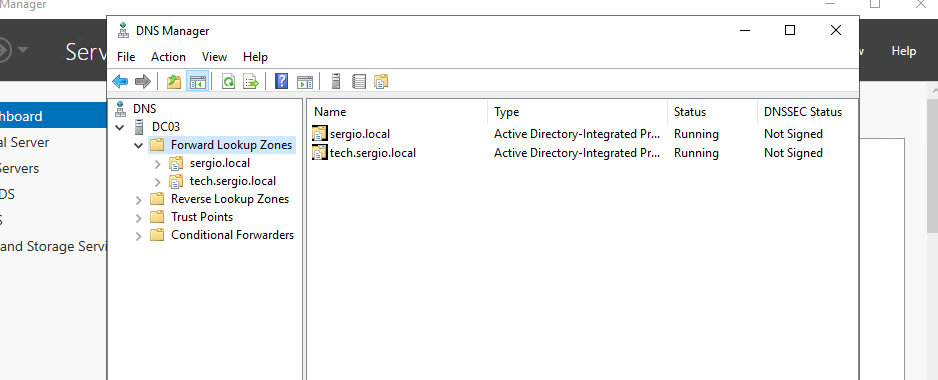 Manager
DNS Manager
Serv
Help
File Action View Help
hboard
al Server
Servers
DS
S
and Storage Servi
DNS
DC03
Forward Lookup Zones
sergio.local
tech.sergio.local
Reverse Lookup Zones
Trust Points
Conditional Forwarders
Name Type Status DNSSEC Status
sergio.local Active Directory-Integrated Pr... Running Not Signed
tech.sergio.local Active Directory-Integrated Pr... Running Not Signed